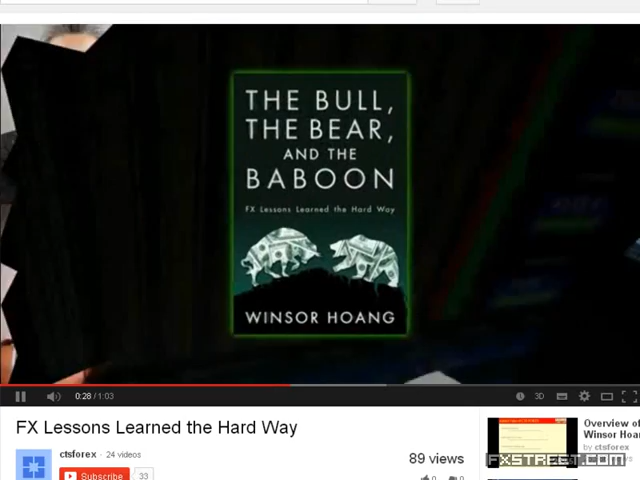 THE BULL,
THE BEAR,
AND THE
BABOON
FX Lessons Learned the Hard Way
WINSOR HOANG
0:28 / 1:03
3D
FX Lessons Learned the Hard Way
ctsforex · 24 videos
Subscribe 33
89 views
0 0
Overview of
Winsor Hoan
by ctsforex
FXSTREET.COM